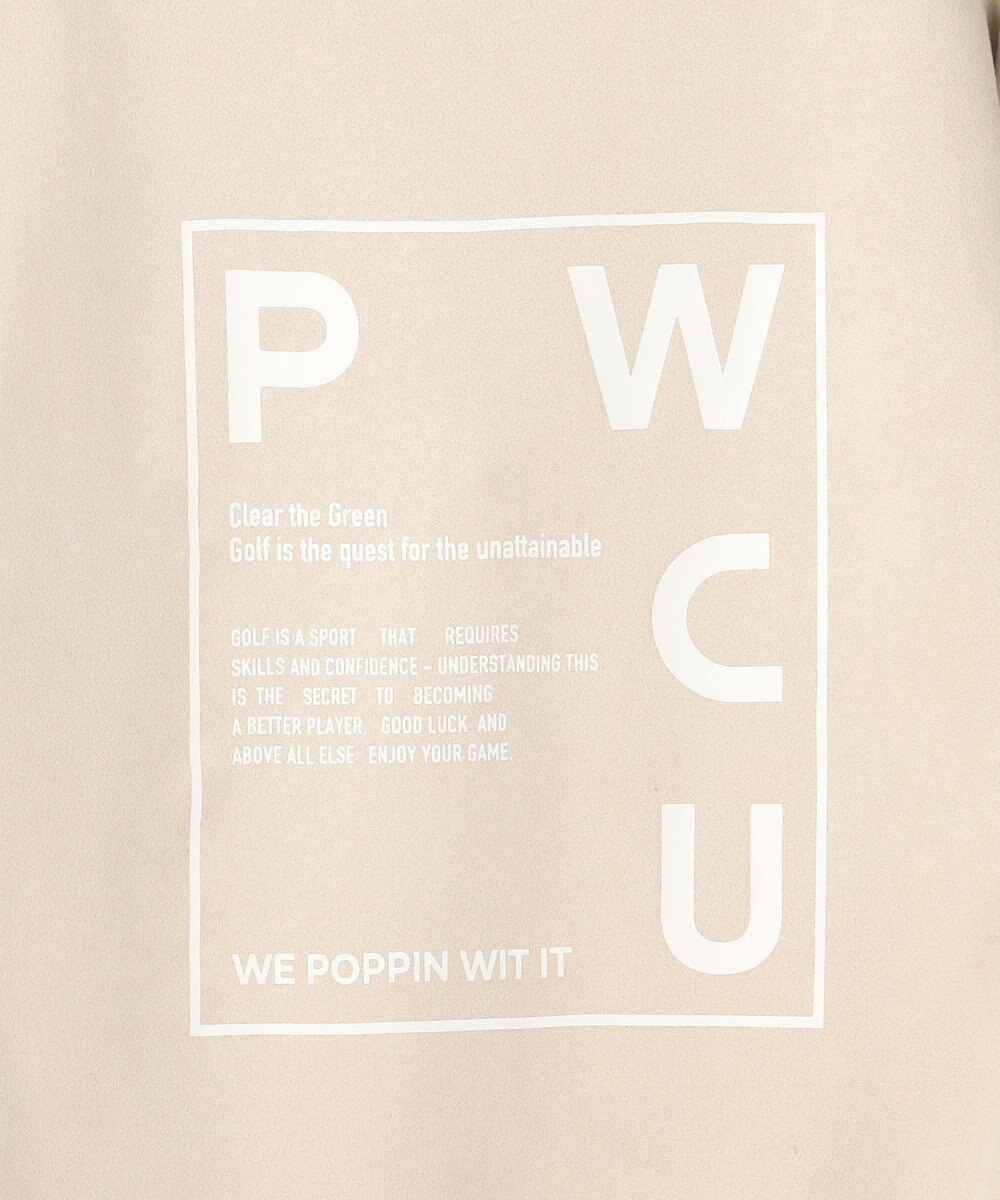 P W
Clear the Green
Golf is the quest for the unattainable
C
GOLF IS A SPORT THAT REQUIRES
SKILLS AND CONFIDENCE - UNDERSTANDING THIS
IS THE SECRET TO BECOMING
A BETTER PLAYER. GOOD LUCK AND
ABOVE ALL ELSE ENJOY YOUR GAME.
U
WE POPPIN WIT IT